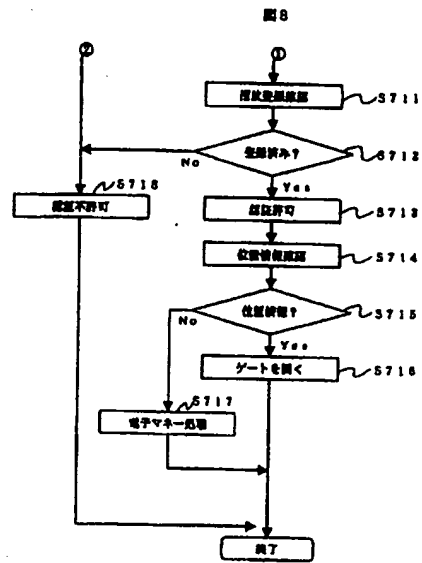 図8
②
①
指紋登録確認
S711
登録済み?
S712
No
Yes
S718
認証不許可
認証許可
S713
位置情報確認
S714
位置情報?
S715
No
Yes
ゲートを開く
S716
S717
電子マネー処理
終了